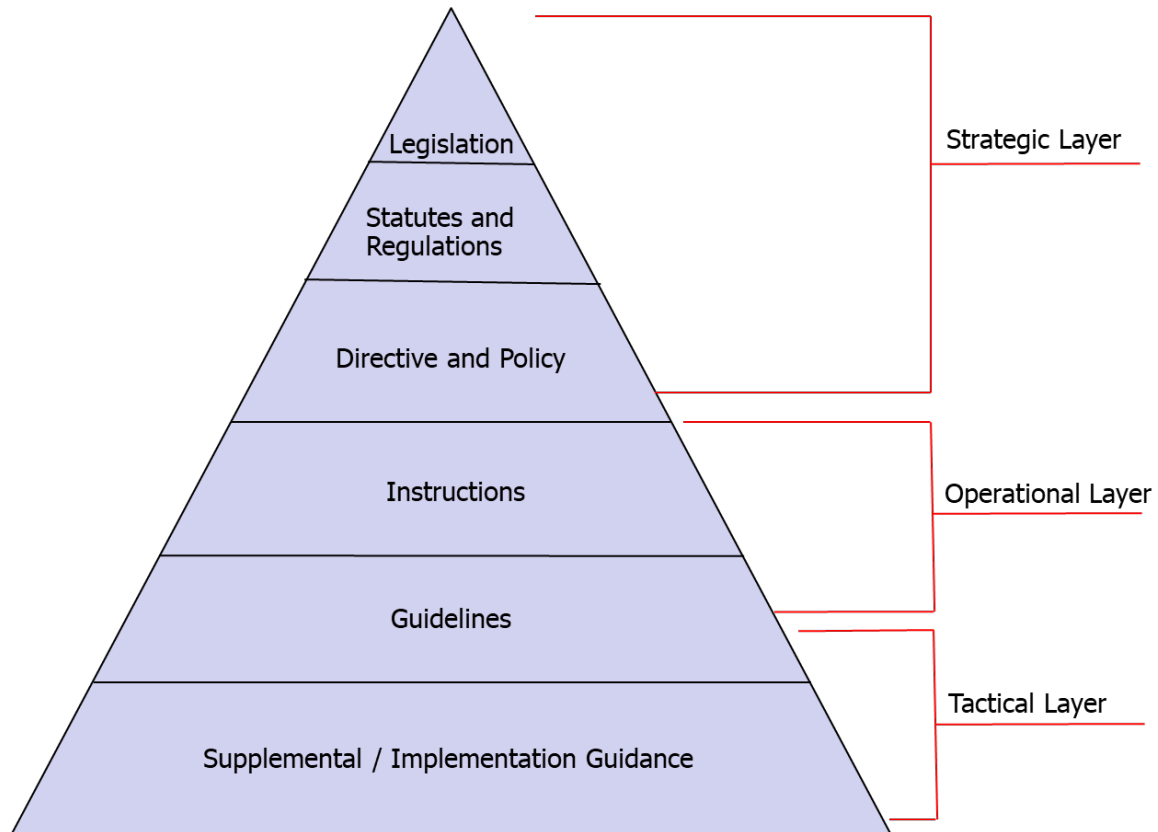 Legislation
Strategic Layer
Statutes and
Regulations
Directive and Policy
Instructions
Operational Layer
Guidelines
Tactical Layer
Supplemental / Implementation Guidance